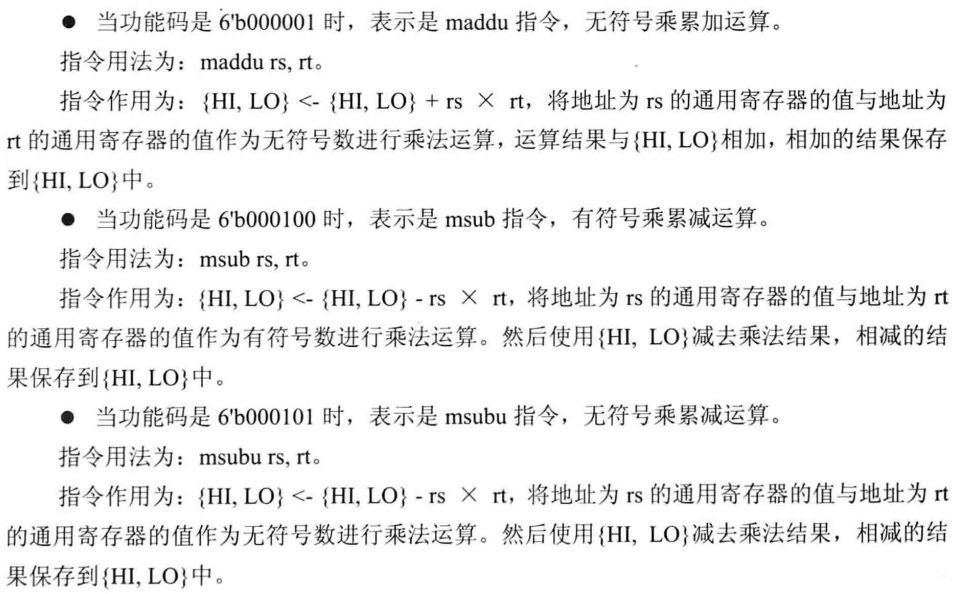 ● 当功能码是 6'b000001 时，表示是 maddu 指令，无符号乘累加运算。
指令用法为：maddu rs, rt。
指令作用为：{HI, LO} <- {HI, LO} + rs × rt，将地址为 rs 的通用寄存器的值与地址为
rt 的通用寄存器的值作为无符号数进行乘法运算，运算结果与{HI, LO}相加，相加的结果保存
到{HI, LO}中。
● 当功能码是 6'b000100 时，表示是 msub 指令，有符号乘累减运算。
指令用法为：msub rs, rt。
指令作用为：{HI, LO} <- {HI, LO} - rs × rt，将地址为 rs 的通用寄存器的值与地址为 rt
的通用寄存器的值作为有符号数进行乘法运算。然后使用{HI, LO}减去乘法结果，相减的结
果保存到{HI, LO}中。
● 当功能码是 6'b000101 时，表示是 msubu 指令，无符号乘累减运算。
指令用法为：msubu rs, rt。
指令作用为：{HI, LO} <- {HI, LO} - rs × rt，将地址为 rs 的通用寄存器的值与地址为 rt
的通用寄存器的值作为无符号数进行乘法运算。然后使用{HI, LO}减去乘法结果，相减的结
果保存到{HI, LO}中。